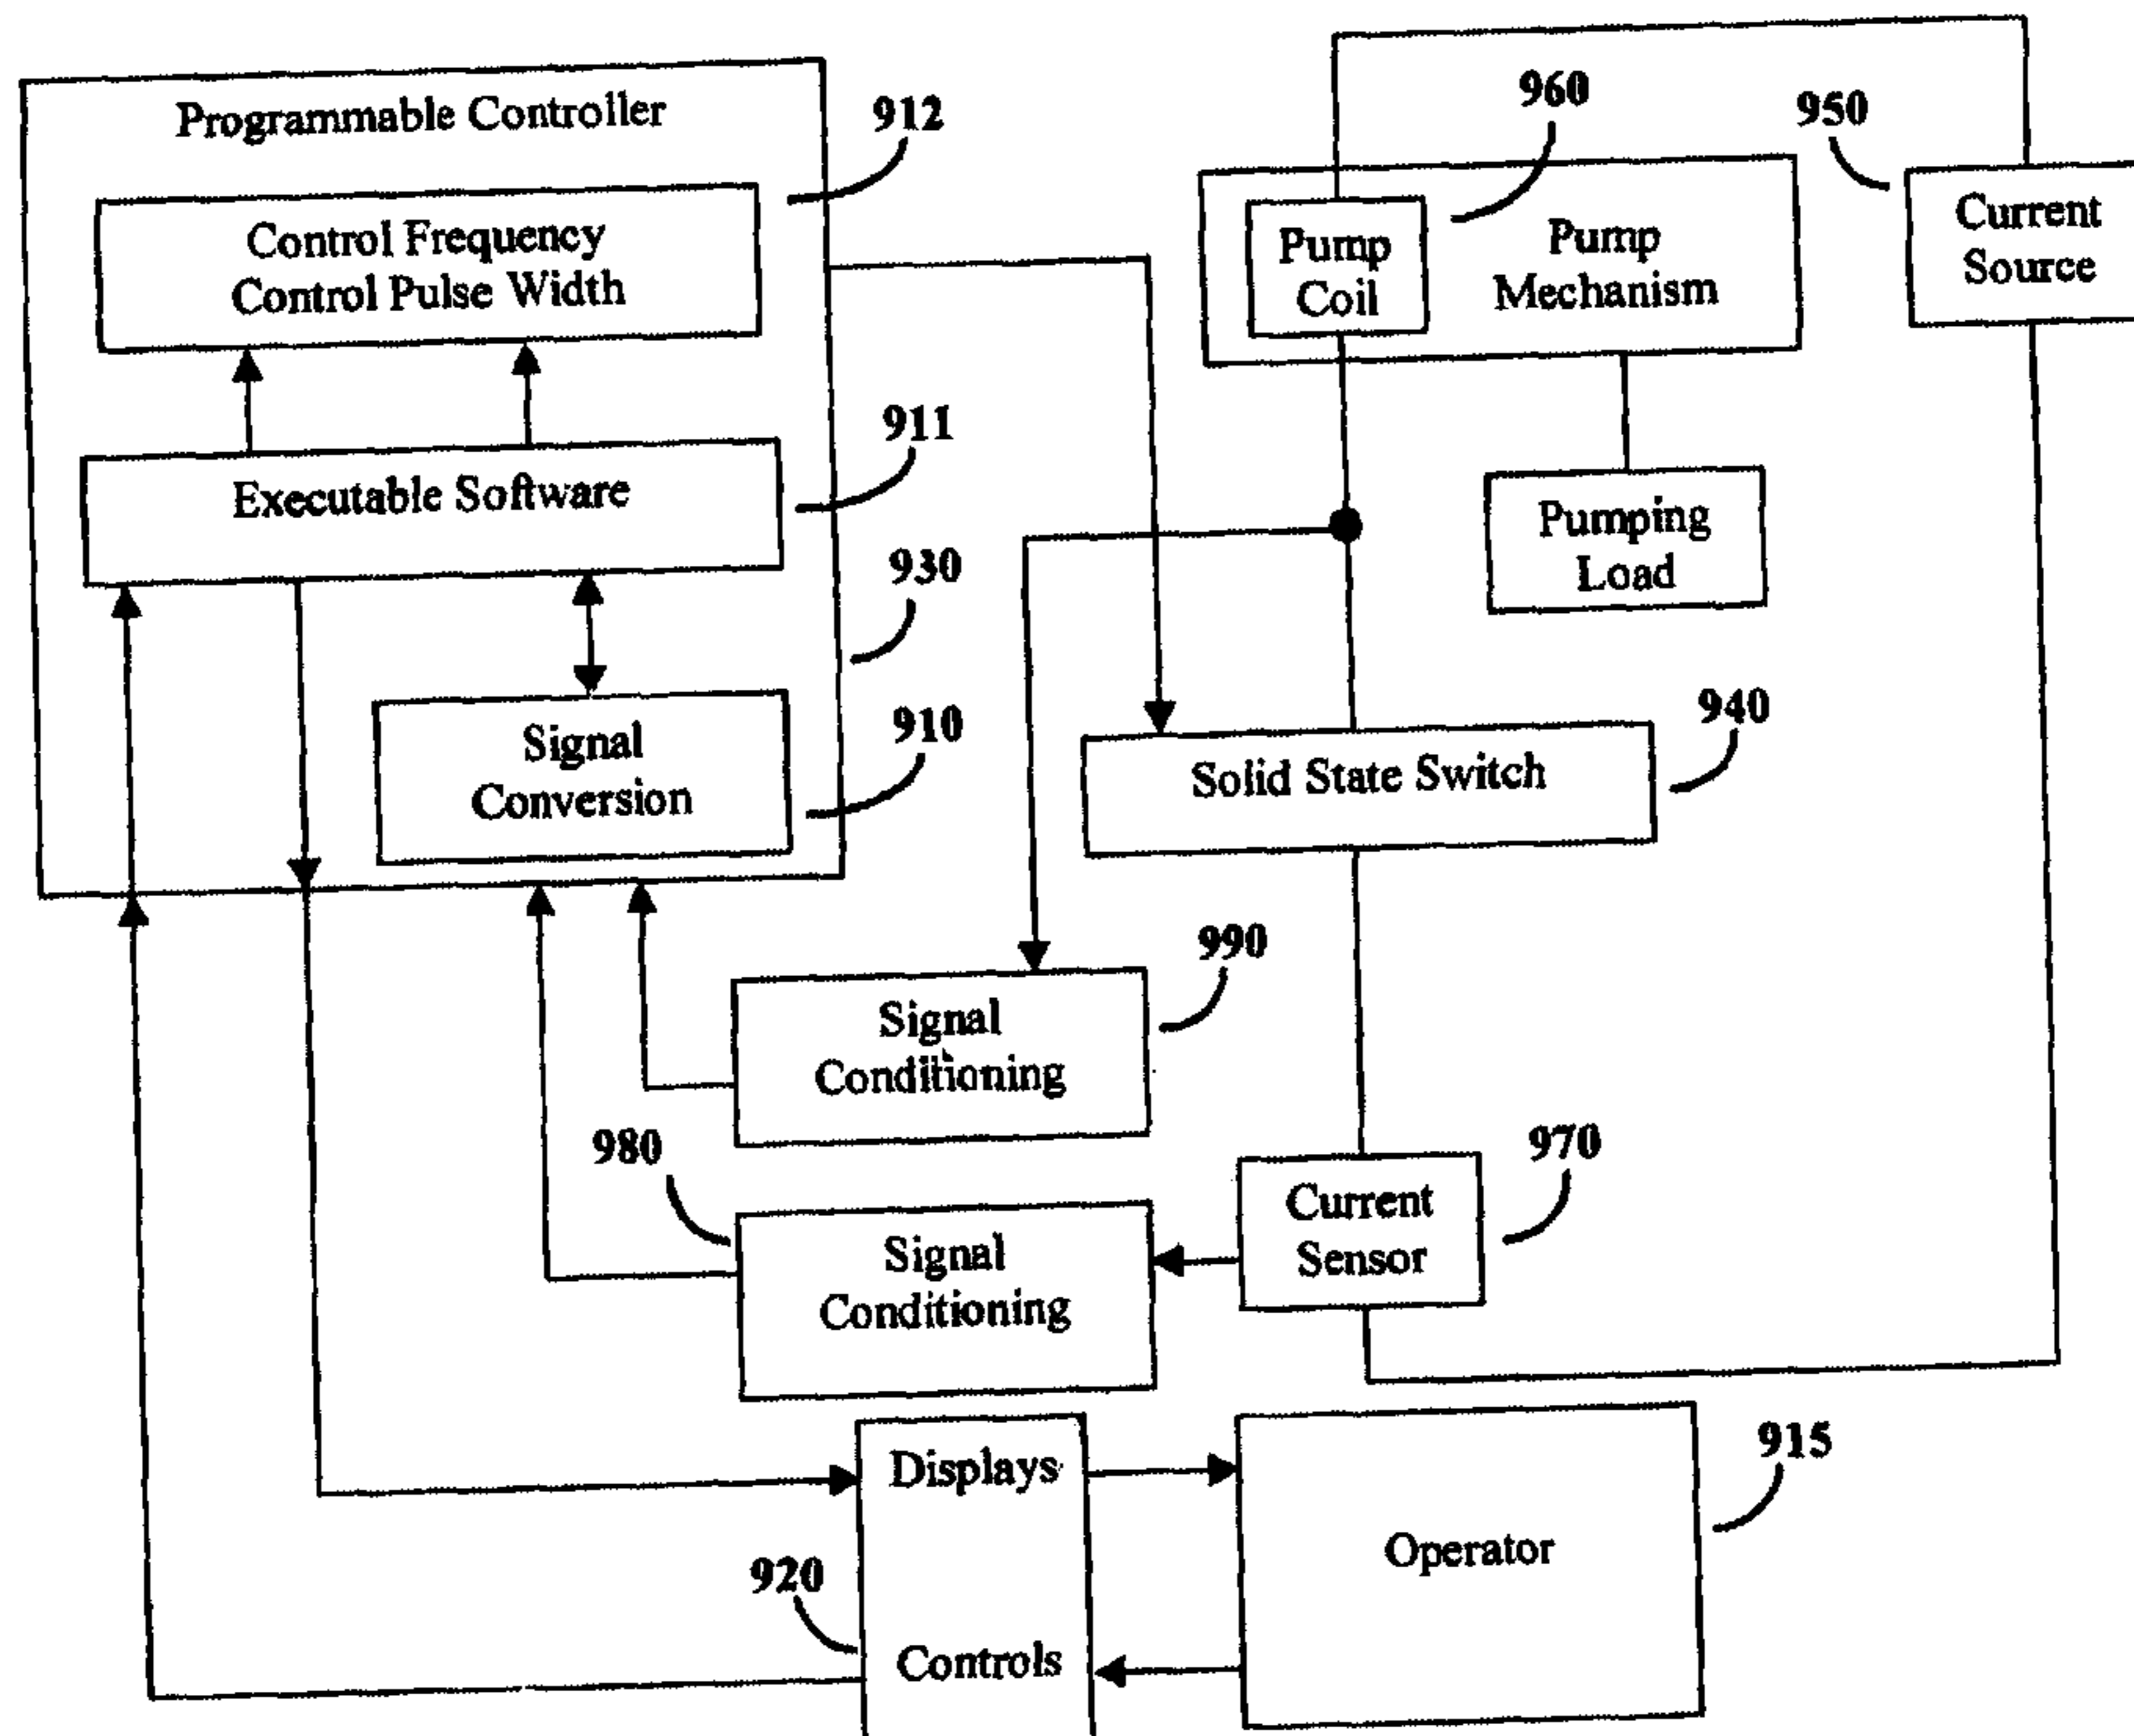 Programmable Controller
912
Control Frequency
Control Pulse Width
911
Executable Software
930
Signal
Conversion
910
960
950
Pump
Coil
Pump
Mechanism
Current
Source
Pumping
Load
940
Solid State Switch
990
Signal
Conditioning
980
Signal
Conditioning
970
Current
Sensor
Displays
920
Controls
Operator
915